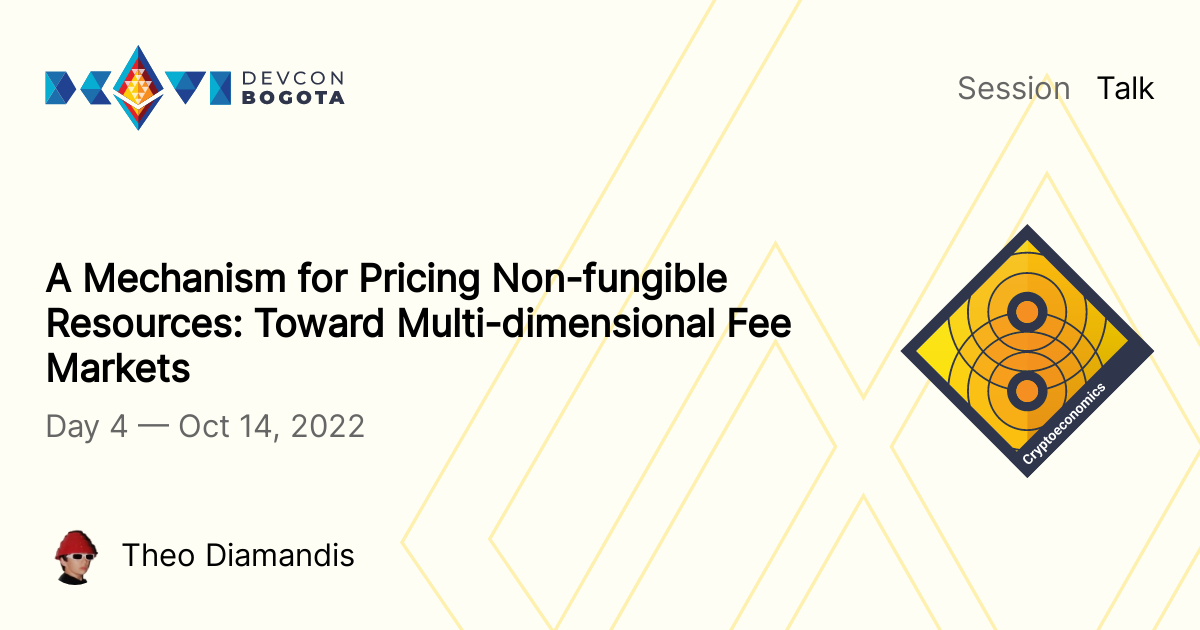 DEVCON
BOGOTA
Session Talk
A Mechanism for Pricing Non-fungible
Resources: Toward Multi-dimensional Fee
Markets
Day 4 — Oct 14, 2022
Cryptoeconomics
Theo Diamandis